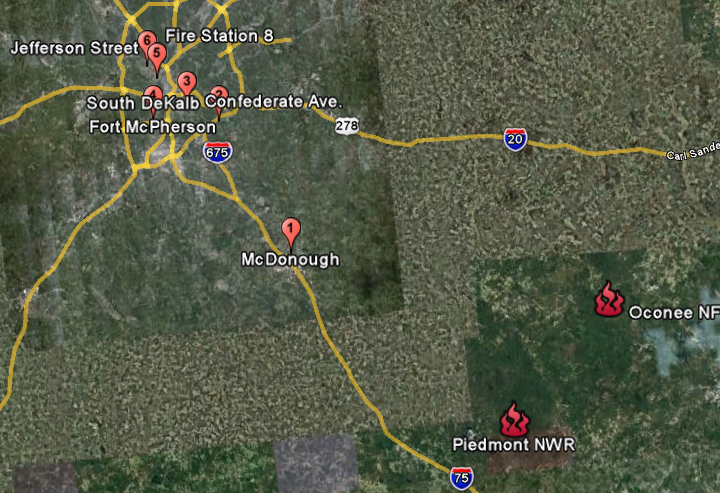 Jefferson Street
6
5
Fire Station 8
3
4
2
South DeKalb
Confederate Ave.
Fort McPherson
278
20
Carl Sande
675
1
McDonough
Oconee NF
Piedmont NWR
75